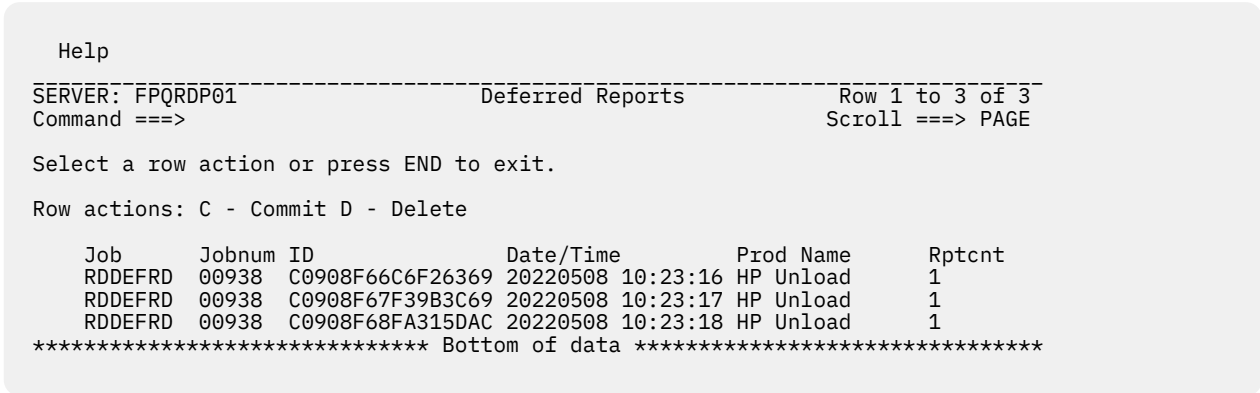 Help
SERVER: FPQRDP01 Deferred Reports Row 1 to 3 of 3
Command ===> Scroll ===> PAGE
Select a row action or press END to exit.
Row actions: C - Commit D - Delete
Job Jobnum ID Date/Time Prod Name Rptcnt
RDDEFRD 00938 C0908F66C6F26369 20220508 10:23:16 HP Unload 1
RDDEFRD 00938 C0908F67F39B3C69 20220508 10:23:17 HP Unload 1
RDDEFRD 00938 C0908F68FA315DAC 20220508 10:23:18 HP Unload 1
******************************* Bottom of data ********************************